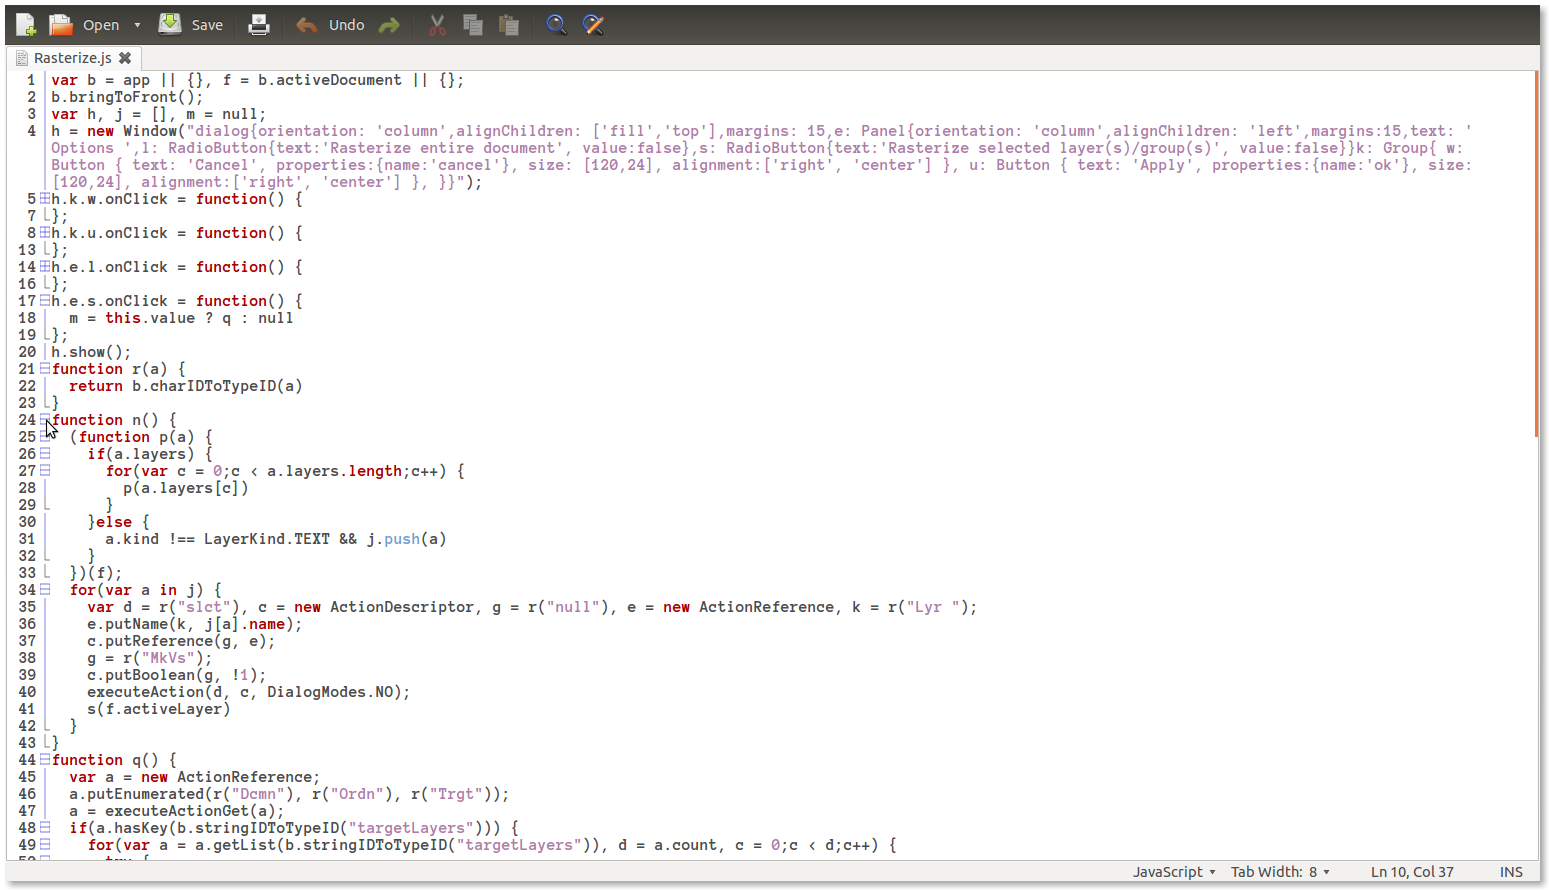 Open Save Undo
Rasterize.js
1 var b = app || {}, f = b.activeDocument || {};
2 b.bringToFront();
3 var h, j = [], m = null;
4 h = new Window("dialog{orientation: 'column',alignChildren: ['fill','top'],margins: 15,e: Panel{orientation: 'column',alignChildren: 'left',margins:15,text: '
Options ',l: RadioButton{text:'Rasterize entire document', value:false},s: RadioButton{text:'Rasterize selected layer(s)/group(s)', value:false}}k: Group{ w:
Button { text: 'Cancel', properties:{name:'cancel'}, size: [120,24], alignment:['right', 'center'] }, u: Button { text: 'Apply', properties:{name:'ok'}, size:
[120,24], alignment:['right', 'center'] }, }}");
5 h.k.w.onClick = function() {
7 };
8 h.k.u.onClick = function() {
13 };
14 h.e.l.onClick = function() {
16 };
17 h.e.s.onClick = function() {
18   m = this.value ? q : null
19 };
20 h.show();
21 function r(a) {
22   return b.charIDToTypeID(a)
23 }
24 function n() {
25   (function p(a) {
26     if(a.layers) {
27       for(var c = 0;c < a.layers.length;c++) {
28         p(a.layers[c])
29       }
30     }else {
31       a.kind !== LayerKind.TEXT && j.push(a)
32     }
33   })(f);
34   for(var a in j) {
35     var d = r("slct"), c = new ActionDescriptor, g = r("null"), e = new ActionReference, k = r("Lyr ");
36     e.putName(k, j[a].name);
37     c.putReference(g, e);
38     g = r("MkVs");
39     c.putBoolean(g, !1);
40     executeAction(d, c, DialogModes.NO);
41     s(f.activeLayer)
42   }
43 }
44 function q() {
45   var a = new ActionReference;
46   a.putEnumerated(r("Dcmn"), r("Ordn"), r("Trgt"));
47   a = executeActionGet(a);
48   if(a.hasKey(b.stringIDToTypeID("targetLayers"))) {
49     for(var a = a.getList(b.stringIDToTypeID("targetLayers")), d = a.count, c = 0;c < d;c++) {
JavaScript Tab Width: 8 Ln 10, Col 37 INS